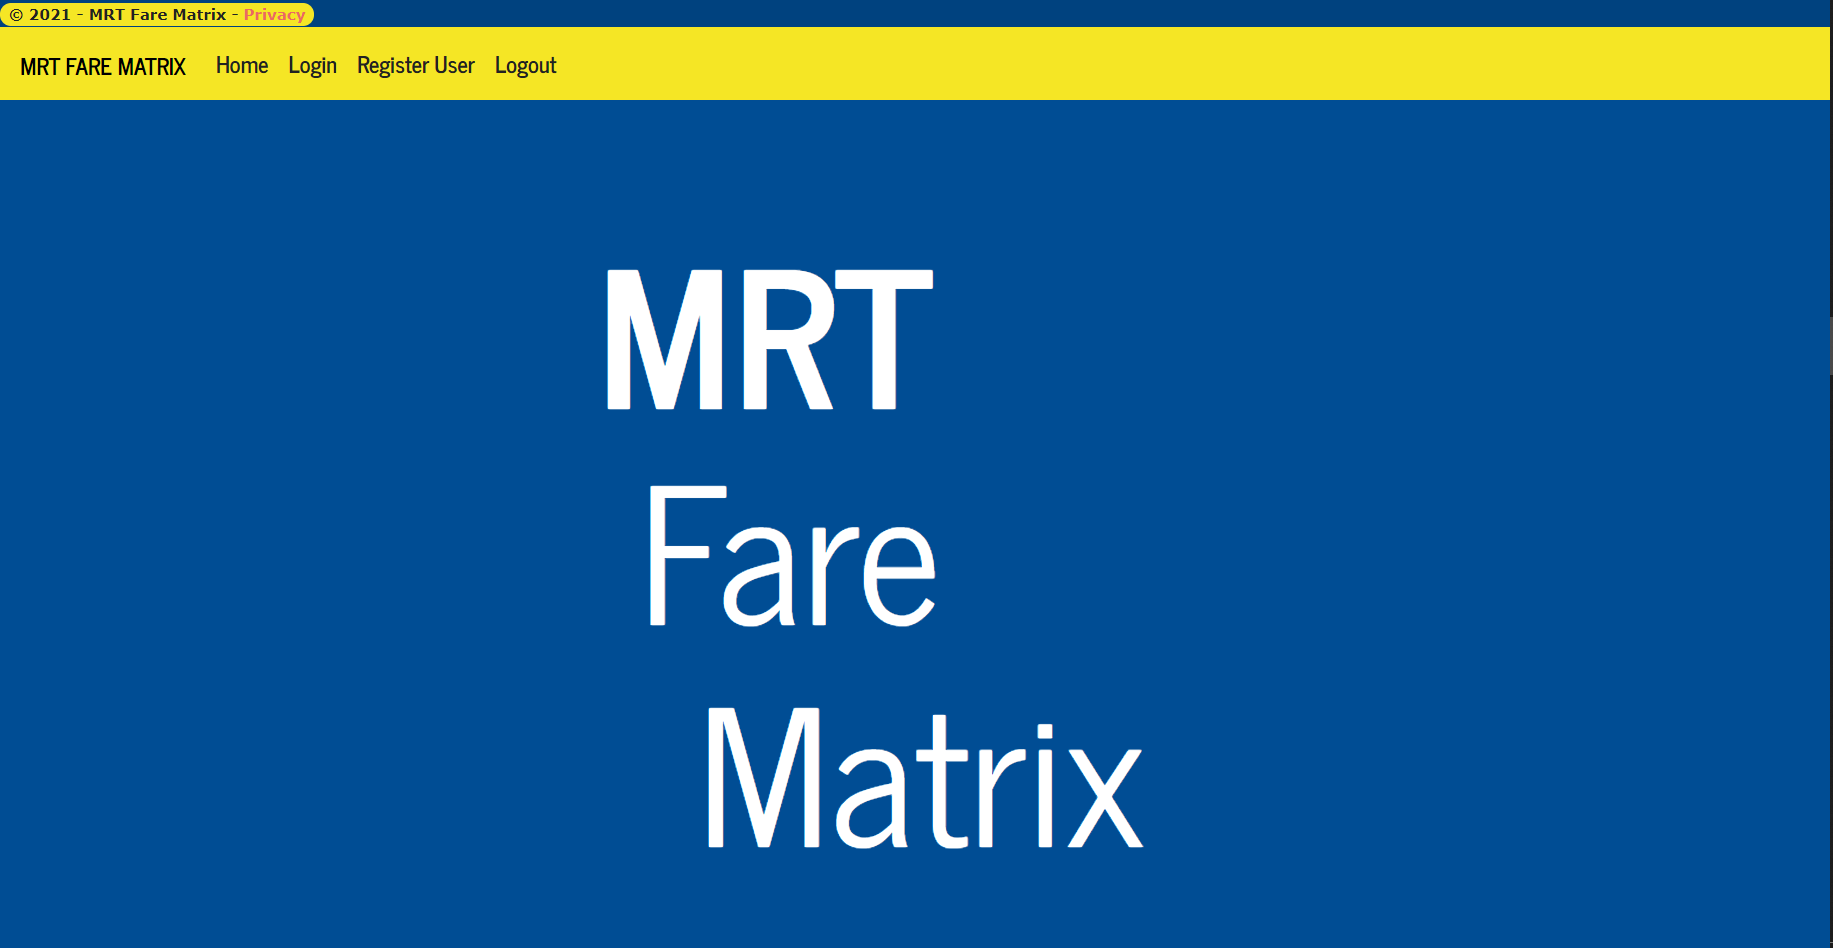 © 2021 - MRT Fare Matrix - Privacy
MRT FARE MATRIX Home Login Register User Logout
MRT
Fare
Matrix